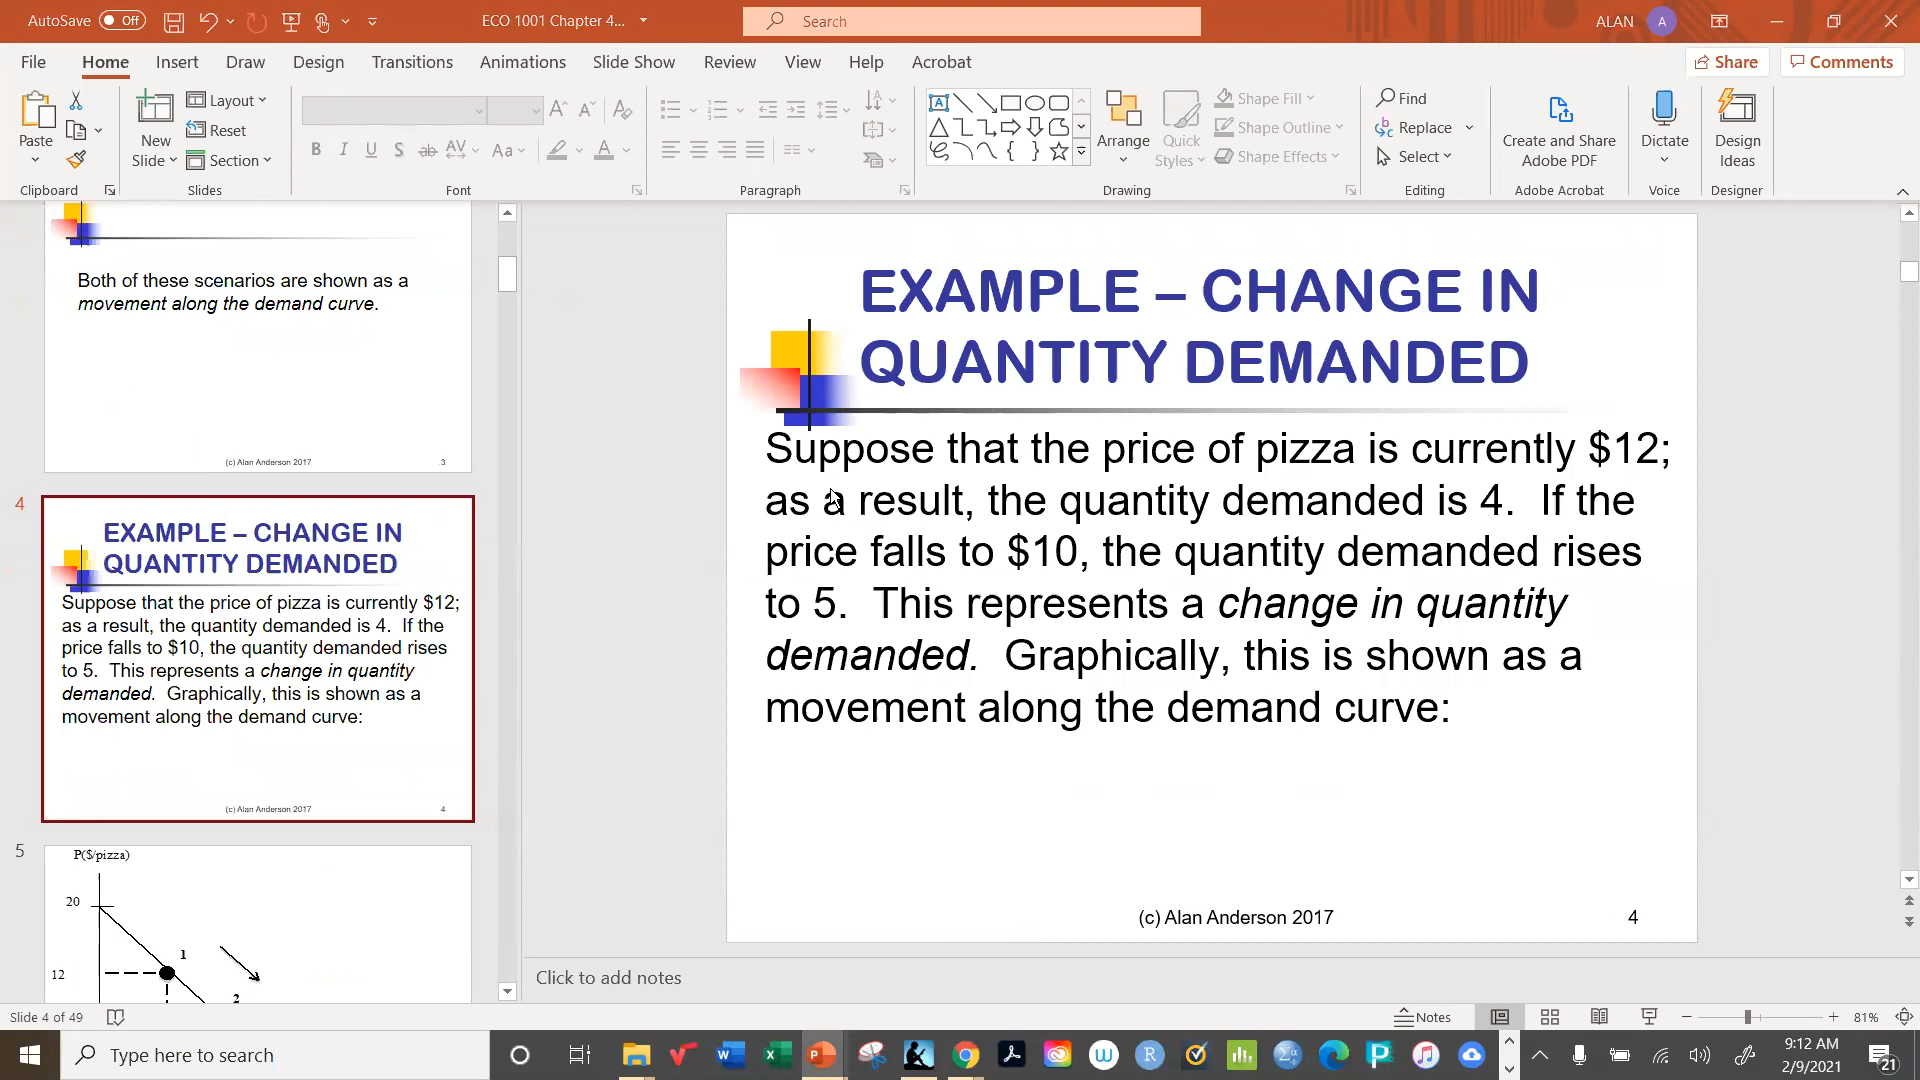 AutoSave Off ECO 1001 Chapter 4... Search ALAN A
File Home Insert Draw Design Transitions Animations Slide Show Review View Help Acrobat Share Comments
Paste
New
Slide
Layout
Reset
Section
B I U S ab AV Aa A
Arrange
Quick
Styles
Shape Fill
Shape Outline
Shape Effects
Find
Replace
Select
Create and Share
Adobe PDF
Dictate
Design
Ideas
Clipboard Slides Font Paragraph Drawing Editing Adobe Acrobat Voice Designer
Both of these scenarios are shown as a
movement along the demand curve.
(c) Alan Anderson 2017 3
4
EXAMPLE – CHANGE IN
QUANTITY DEMANDED
Suppose that the price of pizza is currently $12;
as a result, the quantity demanded is 4. If the
price falls to $10, the quantity demanded rises
to 5. This represents a change in quantity
demanded. Graphically, this is shown as a
movement along the demand curve:
(c) Alan Anderson 2017 4
5
P($/pizza)
20
1
12
2
EXAMPLE – CHANGE IN
QUANTITY DEMANDED
Suppose that the price of pizza is currently $12;
as a result, the quantity demanded is 4. If the
price falls to $10, the quantity demanded rises
to 5. This represents a change in quantity
demanded. Graphically, this is shown as a
movement along the demand curve:
(c) Alan Anderson 2017 4
Click to add notes
Slide 4 of 49 Notes 81%
Type here to search
9:12 AM
2/9/2021
21